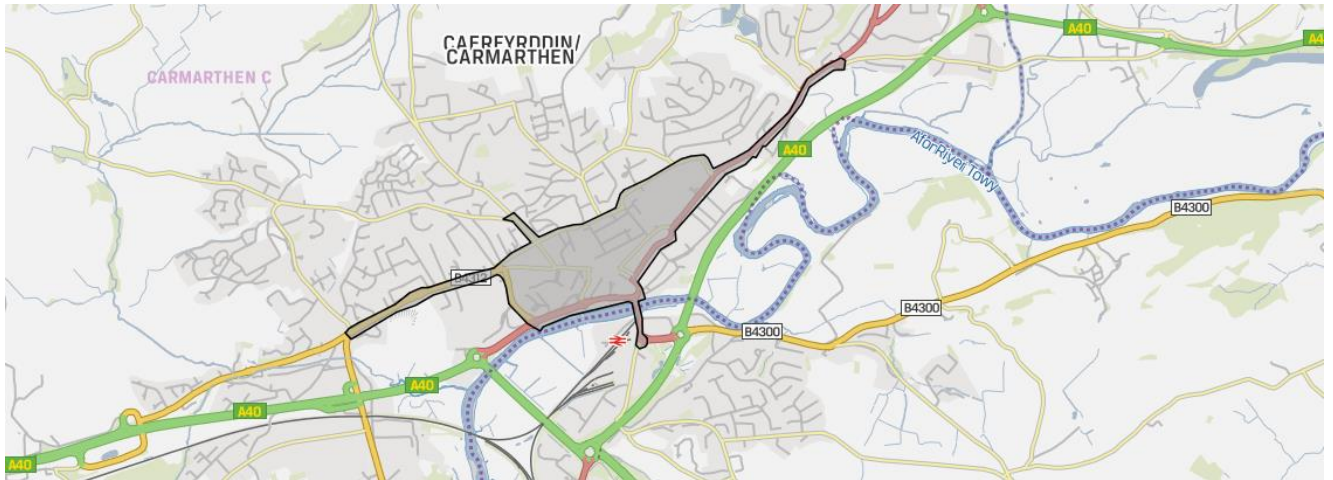 A40
A4
CAERFYRDDIN/
CARMARTHEN
CARMARTHEN C
A40
Afon River Towy
B4300
B4312
B4300
B4300
A40
A40
A40